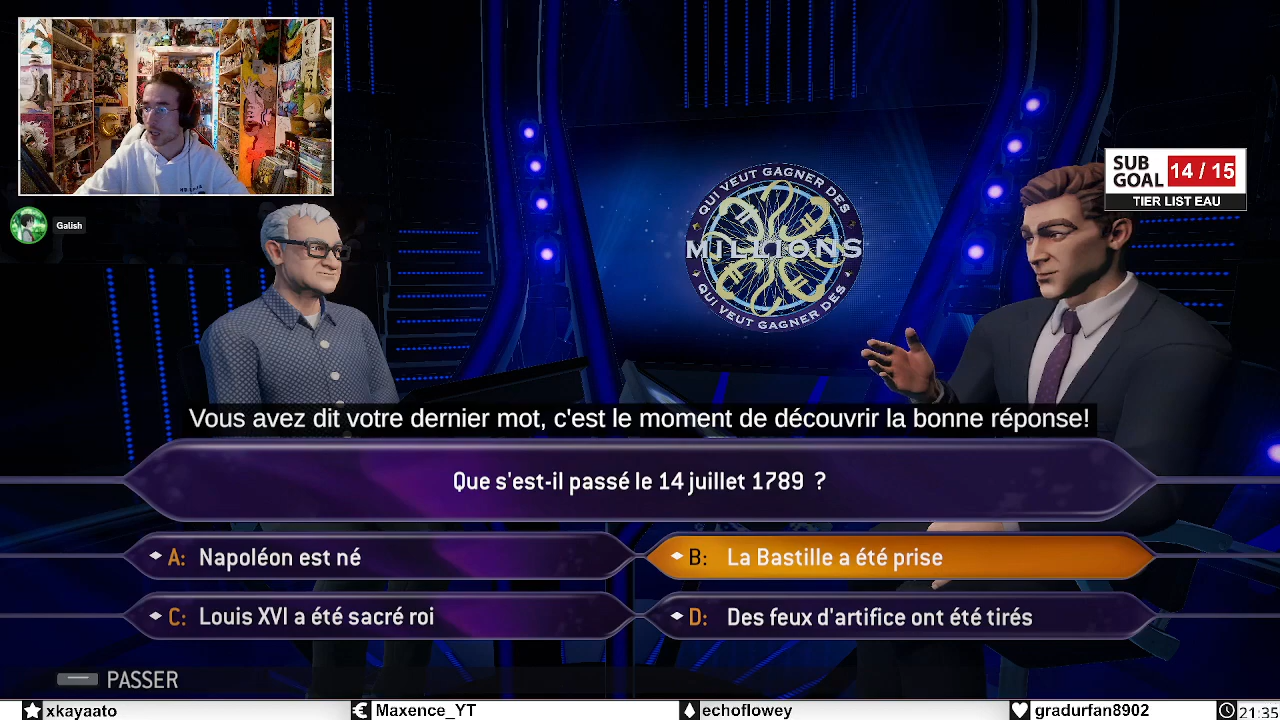 SUB GOAL 14 / 15
TIER LIST EAU
Galish
QUI VEUT GAGNER DES
MILLIONS
QUI VEUT GAGNER DES
Vous avez dit votre dernier mot, c'est le moment de découvrir la bonne réponse!
Que s'est-il passé le 14 juillet 1789 ?
A: Napoléon est né
B: La Bastille a été prise
C: Louis XVI a été sacré roi
D: Des feux d'artifice ont été tirés
PASSER
xkayaato
Maxence_YT
echoflowey
gradurfan8902
21:35